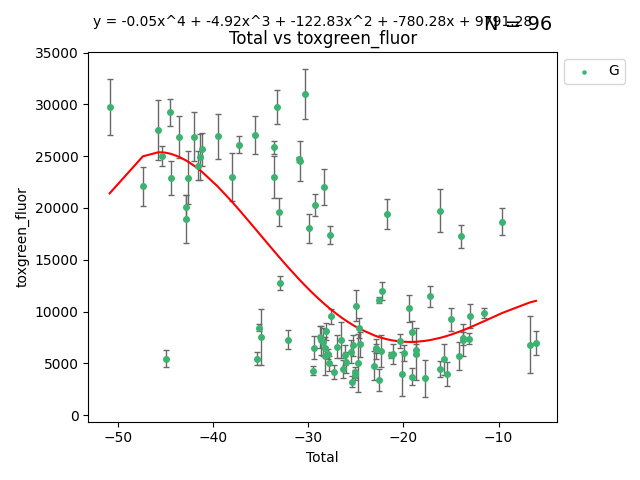 y = -0.05x^4 + -4.92x^3 + -122.83x^2 + -780.28x + 9791.28
N = 96
Total vs toxgreen_fluor
G
toxgreen_fluor
35000
30000
25000
20000
15000
10000
5000
0
−50
−40
−30
−20
−10
Total